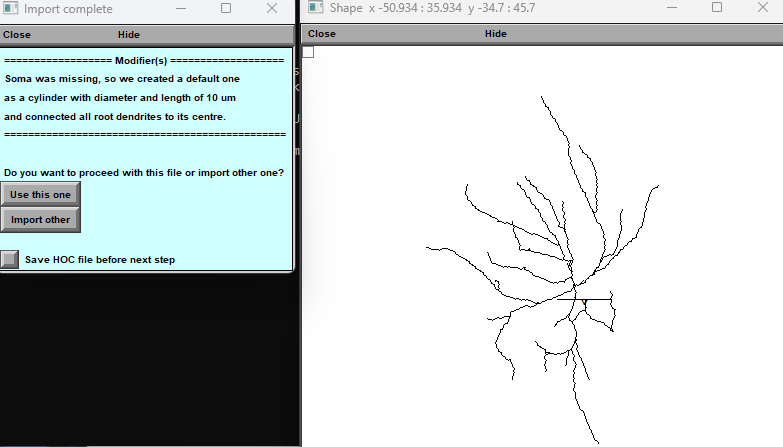 Import complete
Close Hide
================== Modifier(s) ===================
Soma was missing, so we created a default one
as a cylinder with diameter and length of 10 um
and connected all root dendrites to its centre.
===============================================
Do you want to proceed with this file or import other one?
Use this one
Import other
Save HOC file before next step
Shape x -50.934 : 35.934 y -34.7 : 45.7
Close Hide